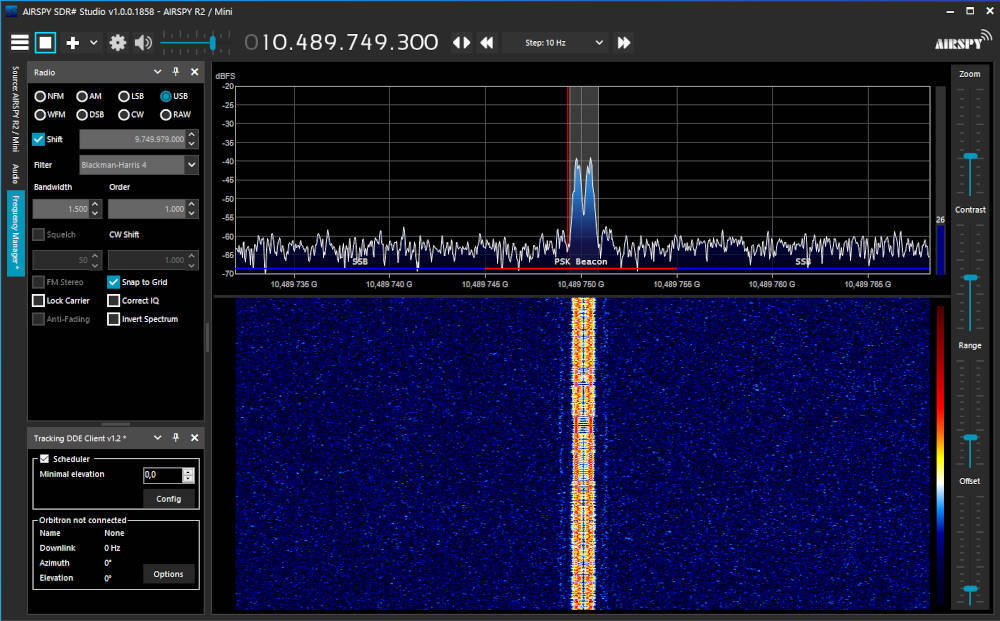 AIRSPY SDR# Studio v1.0.0.1858 - AIRSPY R2 / Mini
010.489.749.300
Step: 10 Hz
AIRSPY
Source: AIRSPY R2 / Mini
Audio
Frequency Manager *
Radio
NFM AM LSB USB
WFM DSB CW RAW
Shift 9.749.979.000
Filter Blackman-Harris 4
Bandwidth Order
1.500 1.000
Squelch CW Shift
50 1.000
FM Stereo Snap to Grid
Lock Carrier Correct IQ
Anti-Fading Invert Spectrum
Tracking DDE Client v1.2 *
Scheduler
Minimal elevation 0,0
Config
Orbitron not connected
Name None
Downlink 0 Hz
Azimuth 0°
Elevation 0°
Options
dBFS
-20
-25
-30
-35
-40
-45
-50
-55
-60
-65
-70
SSB PSK Beacon SSB
10,489 735 G 10,489 740 G 10,489 745 G 10,489 750 G 10,489 755 G 10,489 760 G 10,489 765 G
26
Zoom
Contrast
Range
Offset